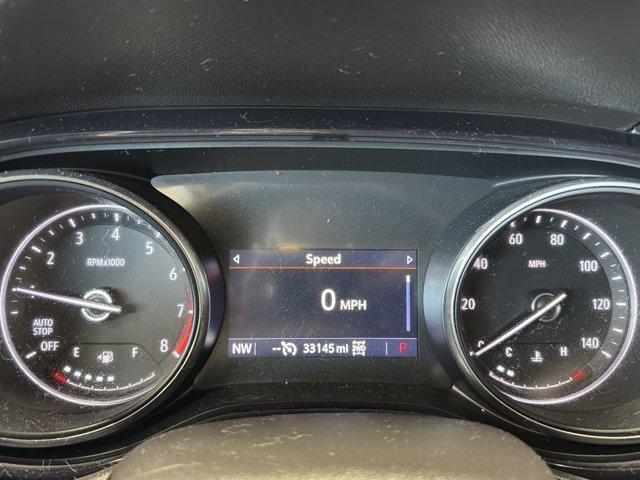 2
3
4
5
6
7
8
RPMx1000
AUTO
STOP
OFF
E
F
Speed
0 MPH
NW
--
33145 mi
2WD
P
20
40
60
80
100
120
140
MPH
C
H